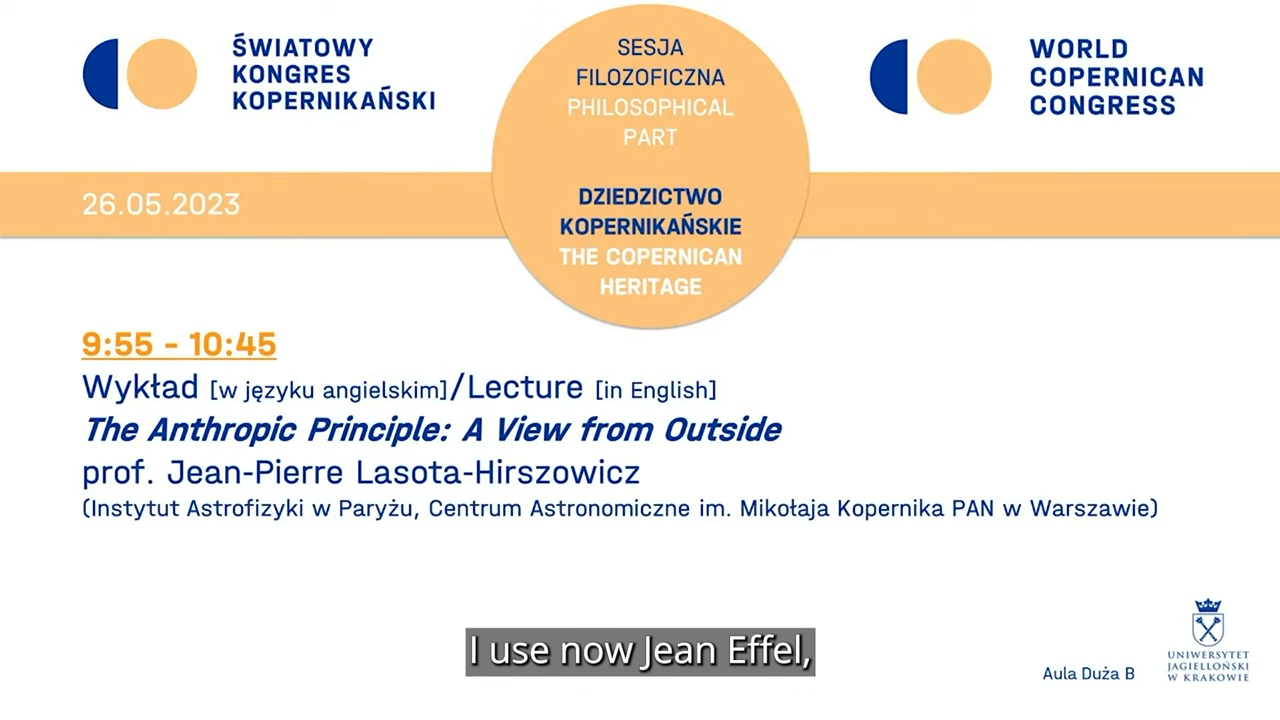 ŚWIATOWY
KONGRES
KOPERNIKAŃSKI
SESJA
FILOZOFICZNA
PHILOSOPHICAL
PART
DZIEDZICTWO
KOPERNIKAŃSKIE
THE COPERNICAN
HERITAGE
WORLD
COPERNICAN
CONGRESS
26.05.2023
9:55 - 10:45
Wykład [w języku angielskim]/Lecture [in English]
The Anthropic Principle: A View from Outside
prof. Jean-Pierre Lasota-Hirszowicz
(Instytut Astrofizyki w Paryżu, Centrum Astronomiczne im. Mikołaja Kopernika PAN w Warszawie)
I use now Jean Effel,
Aula Duża B
UNIWERSYTET
JAGIELLOŃSKI
W KRAKOWIE